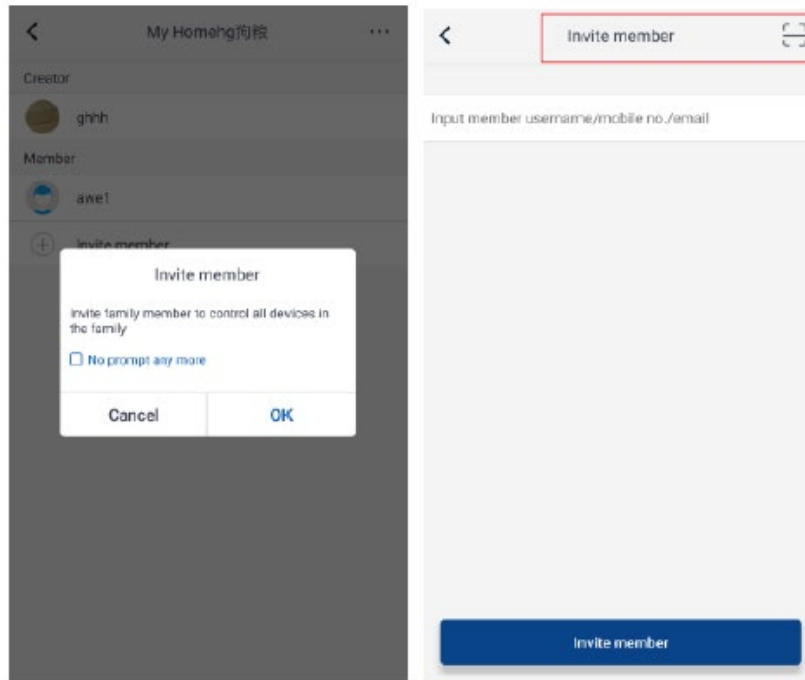 My Homehg狗粮
Creator
ghhh
Member
awe1
Invite member
Invite member
Invite family member to control all devices in
the family
No prompt any more
Cancel OK
Invite member
Input member username/mobile no./email
Invite member